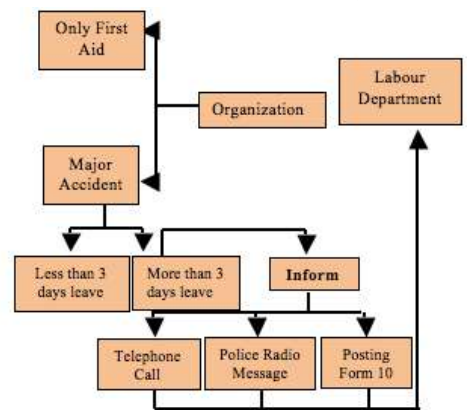 Only First
Aid
Labour
Department
Organization
Major
Accident
Less than 3
days leave
More than 3
days leave
Inform
Telephone
Call
Police Radio
Message
Posting
Form 10